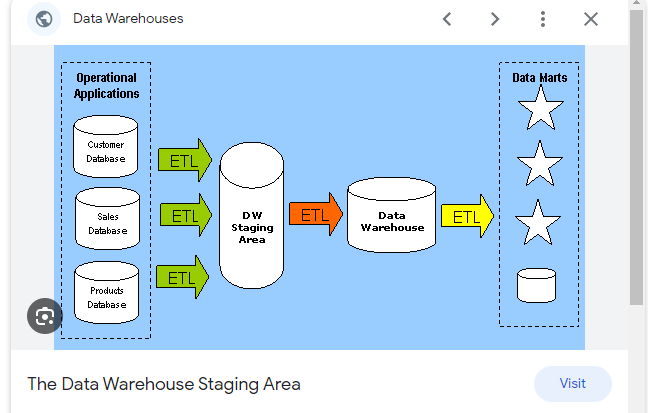 Data Warehouses
Operational
Applications
Data Marts
Customer
Database
ETL
Sales
Database
ETL
DW
Staging
Area
ETL
Data
Warehouse
ETL
Products
Database
ETL
The Data Warehouse Staging Area
Visit